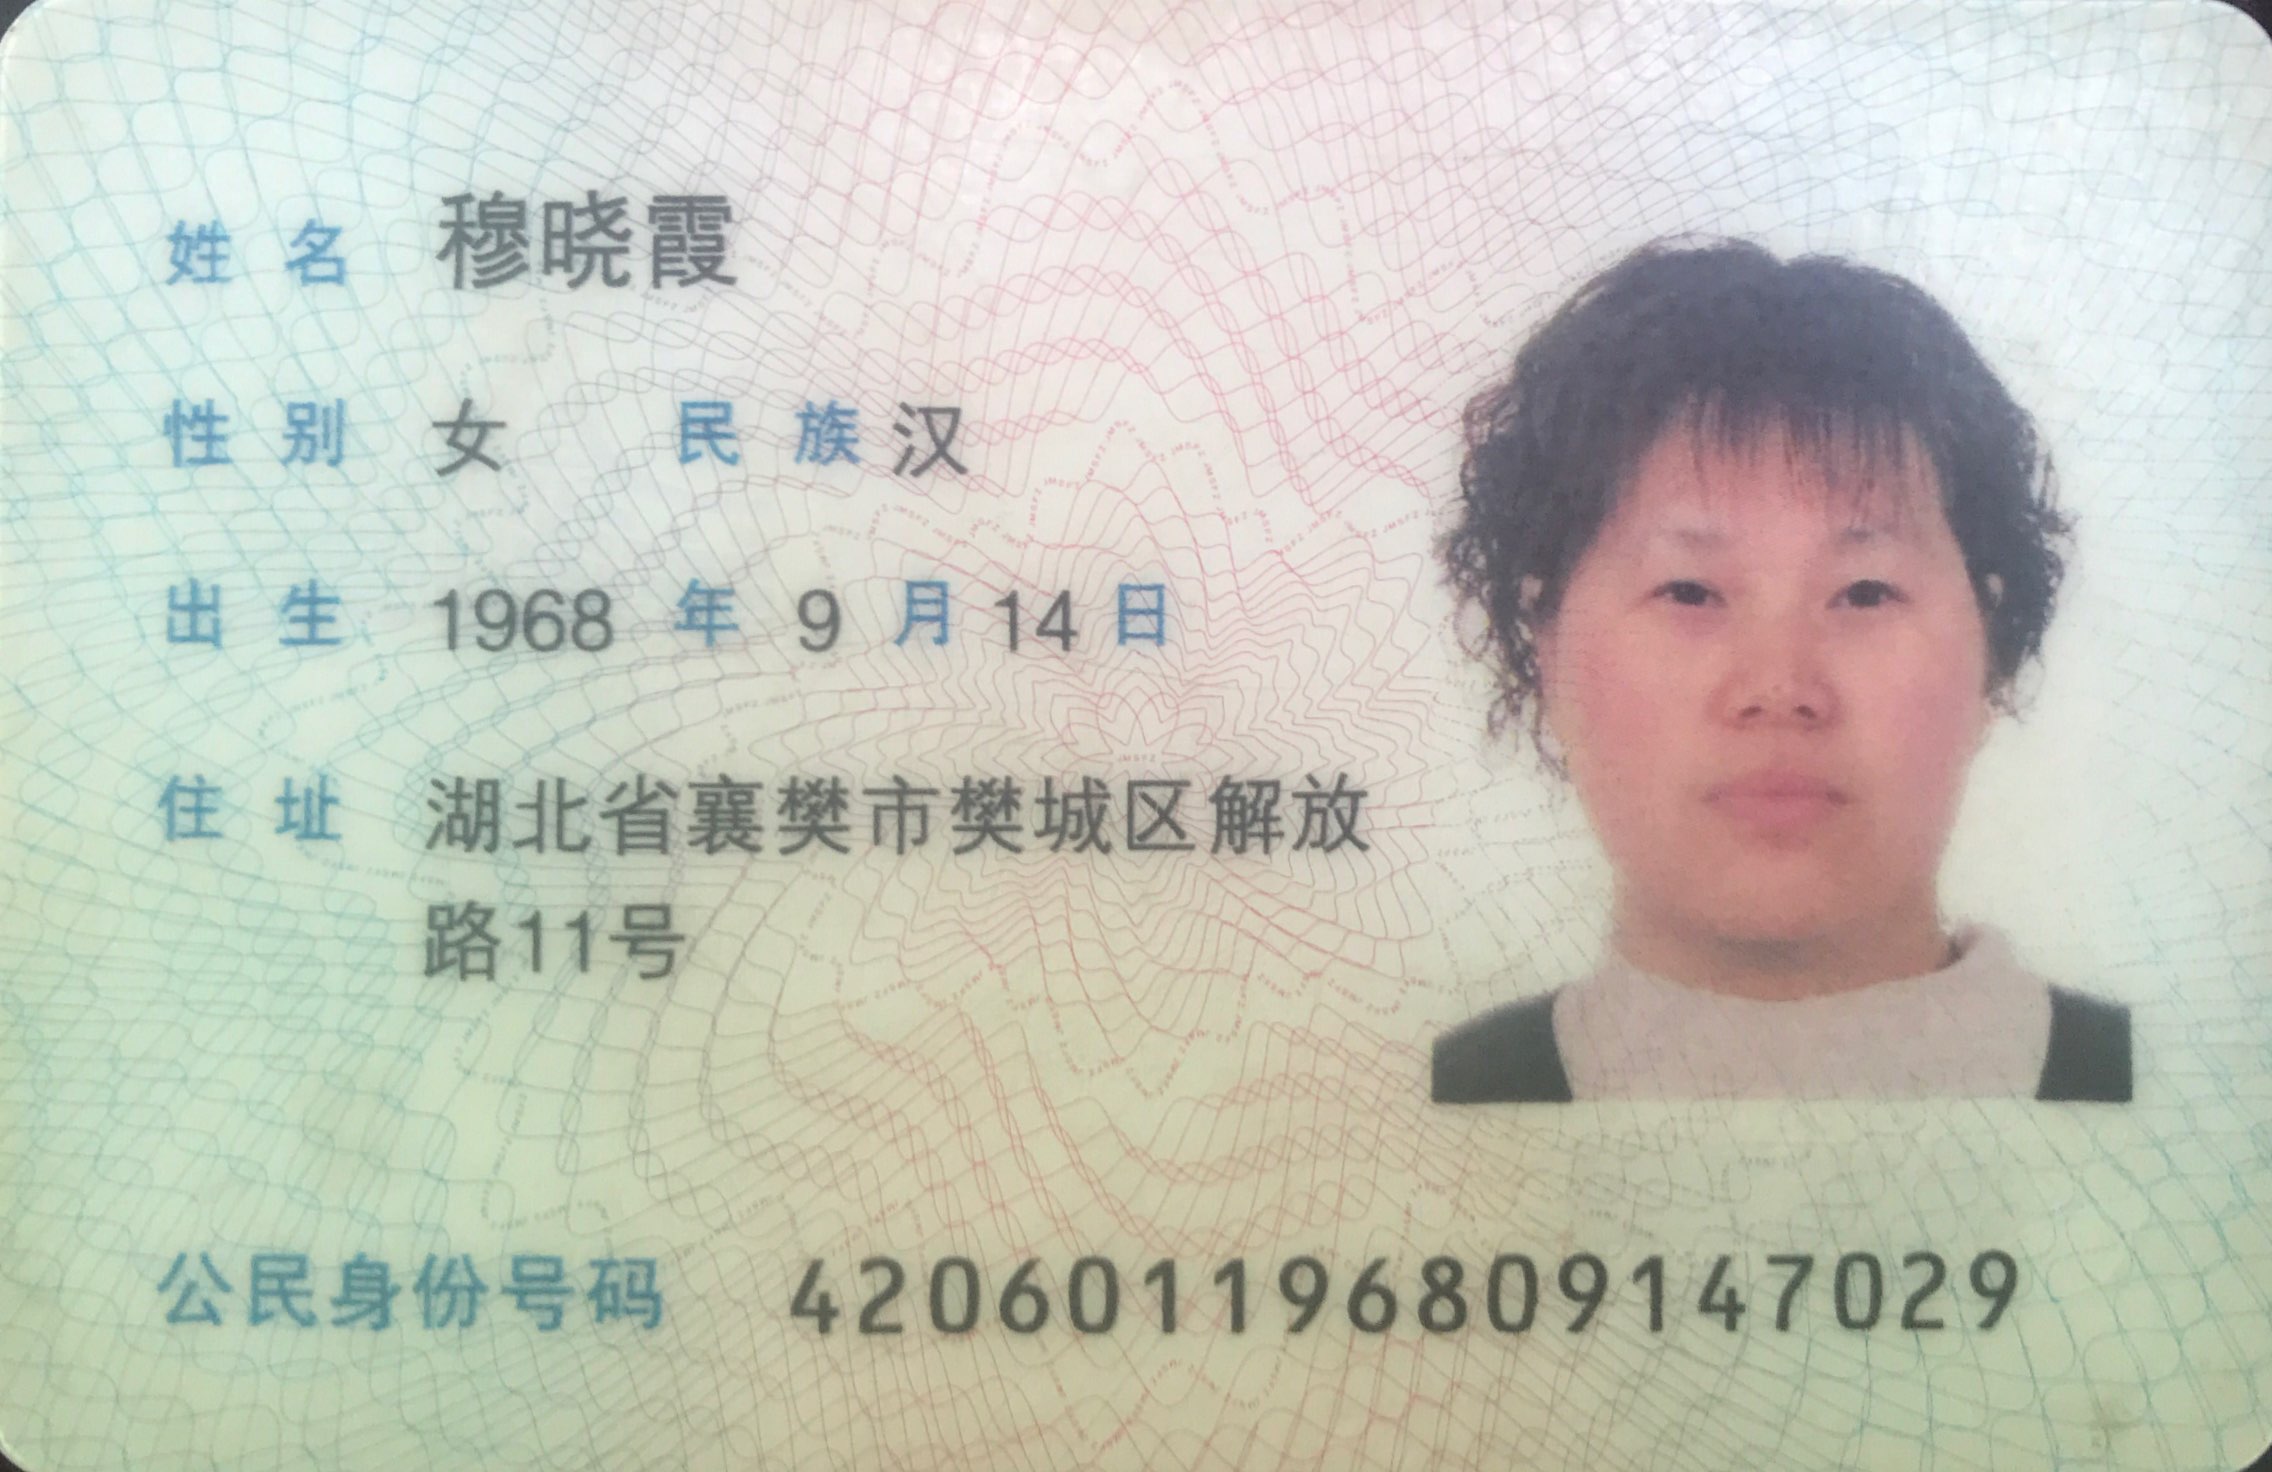 姓名 穆晓霞
性别 女 民族 汉
出生 1968 年 9 月 14 日
住址 湖北省襄樊市樊城区解放
路11号
公民身份号码 420601196809147029